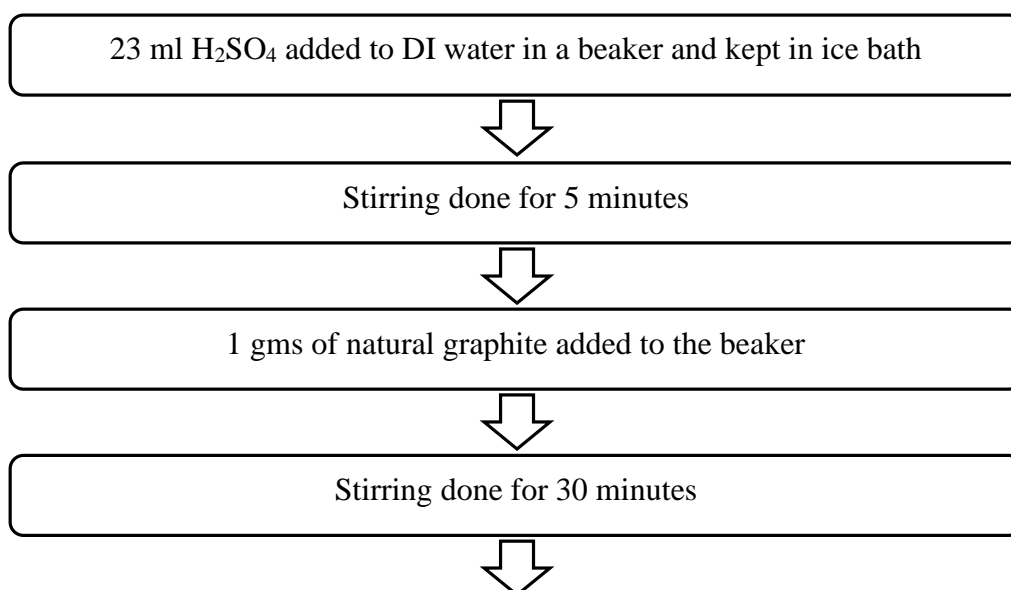 23 ml H₂SO₄ added to DI water in a beaker and kept in ice bath
Stirring done for 5 minutes
1 gms of natural graphite added to the beaker
Stirring done for 30 minutes